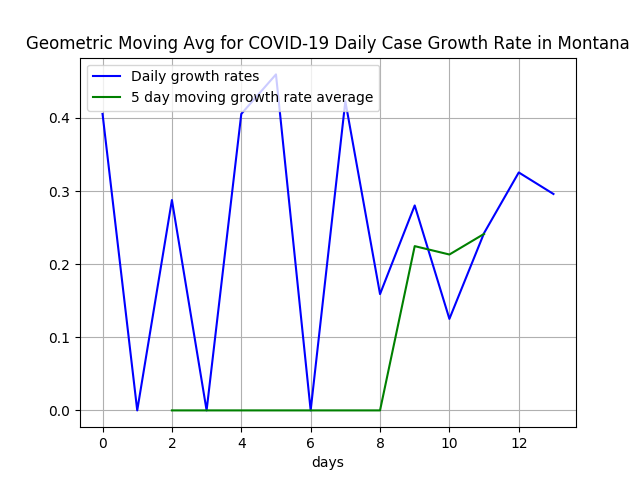 Geometric Moving Avg for COVID-19 Daily Case Growth Rate in Montana
Daily growth rates
5 day moving growth rate average
0.4
0.3
0.2
0.1
0.0
0 2 4 6 8 10 12
days